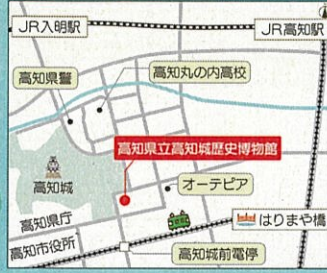 JR入明駅
JR高知駅
高知県警
高知丸の内高校
高知県立高知城歴史博物館
高知城
オーテピア
高知県庁
はりまや橋
高知市役所
高知城前電停